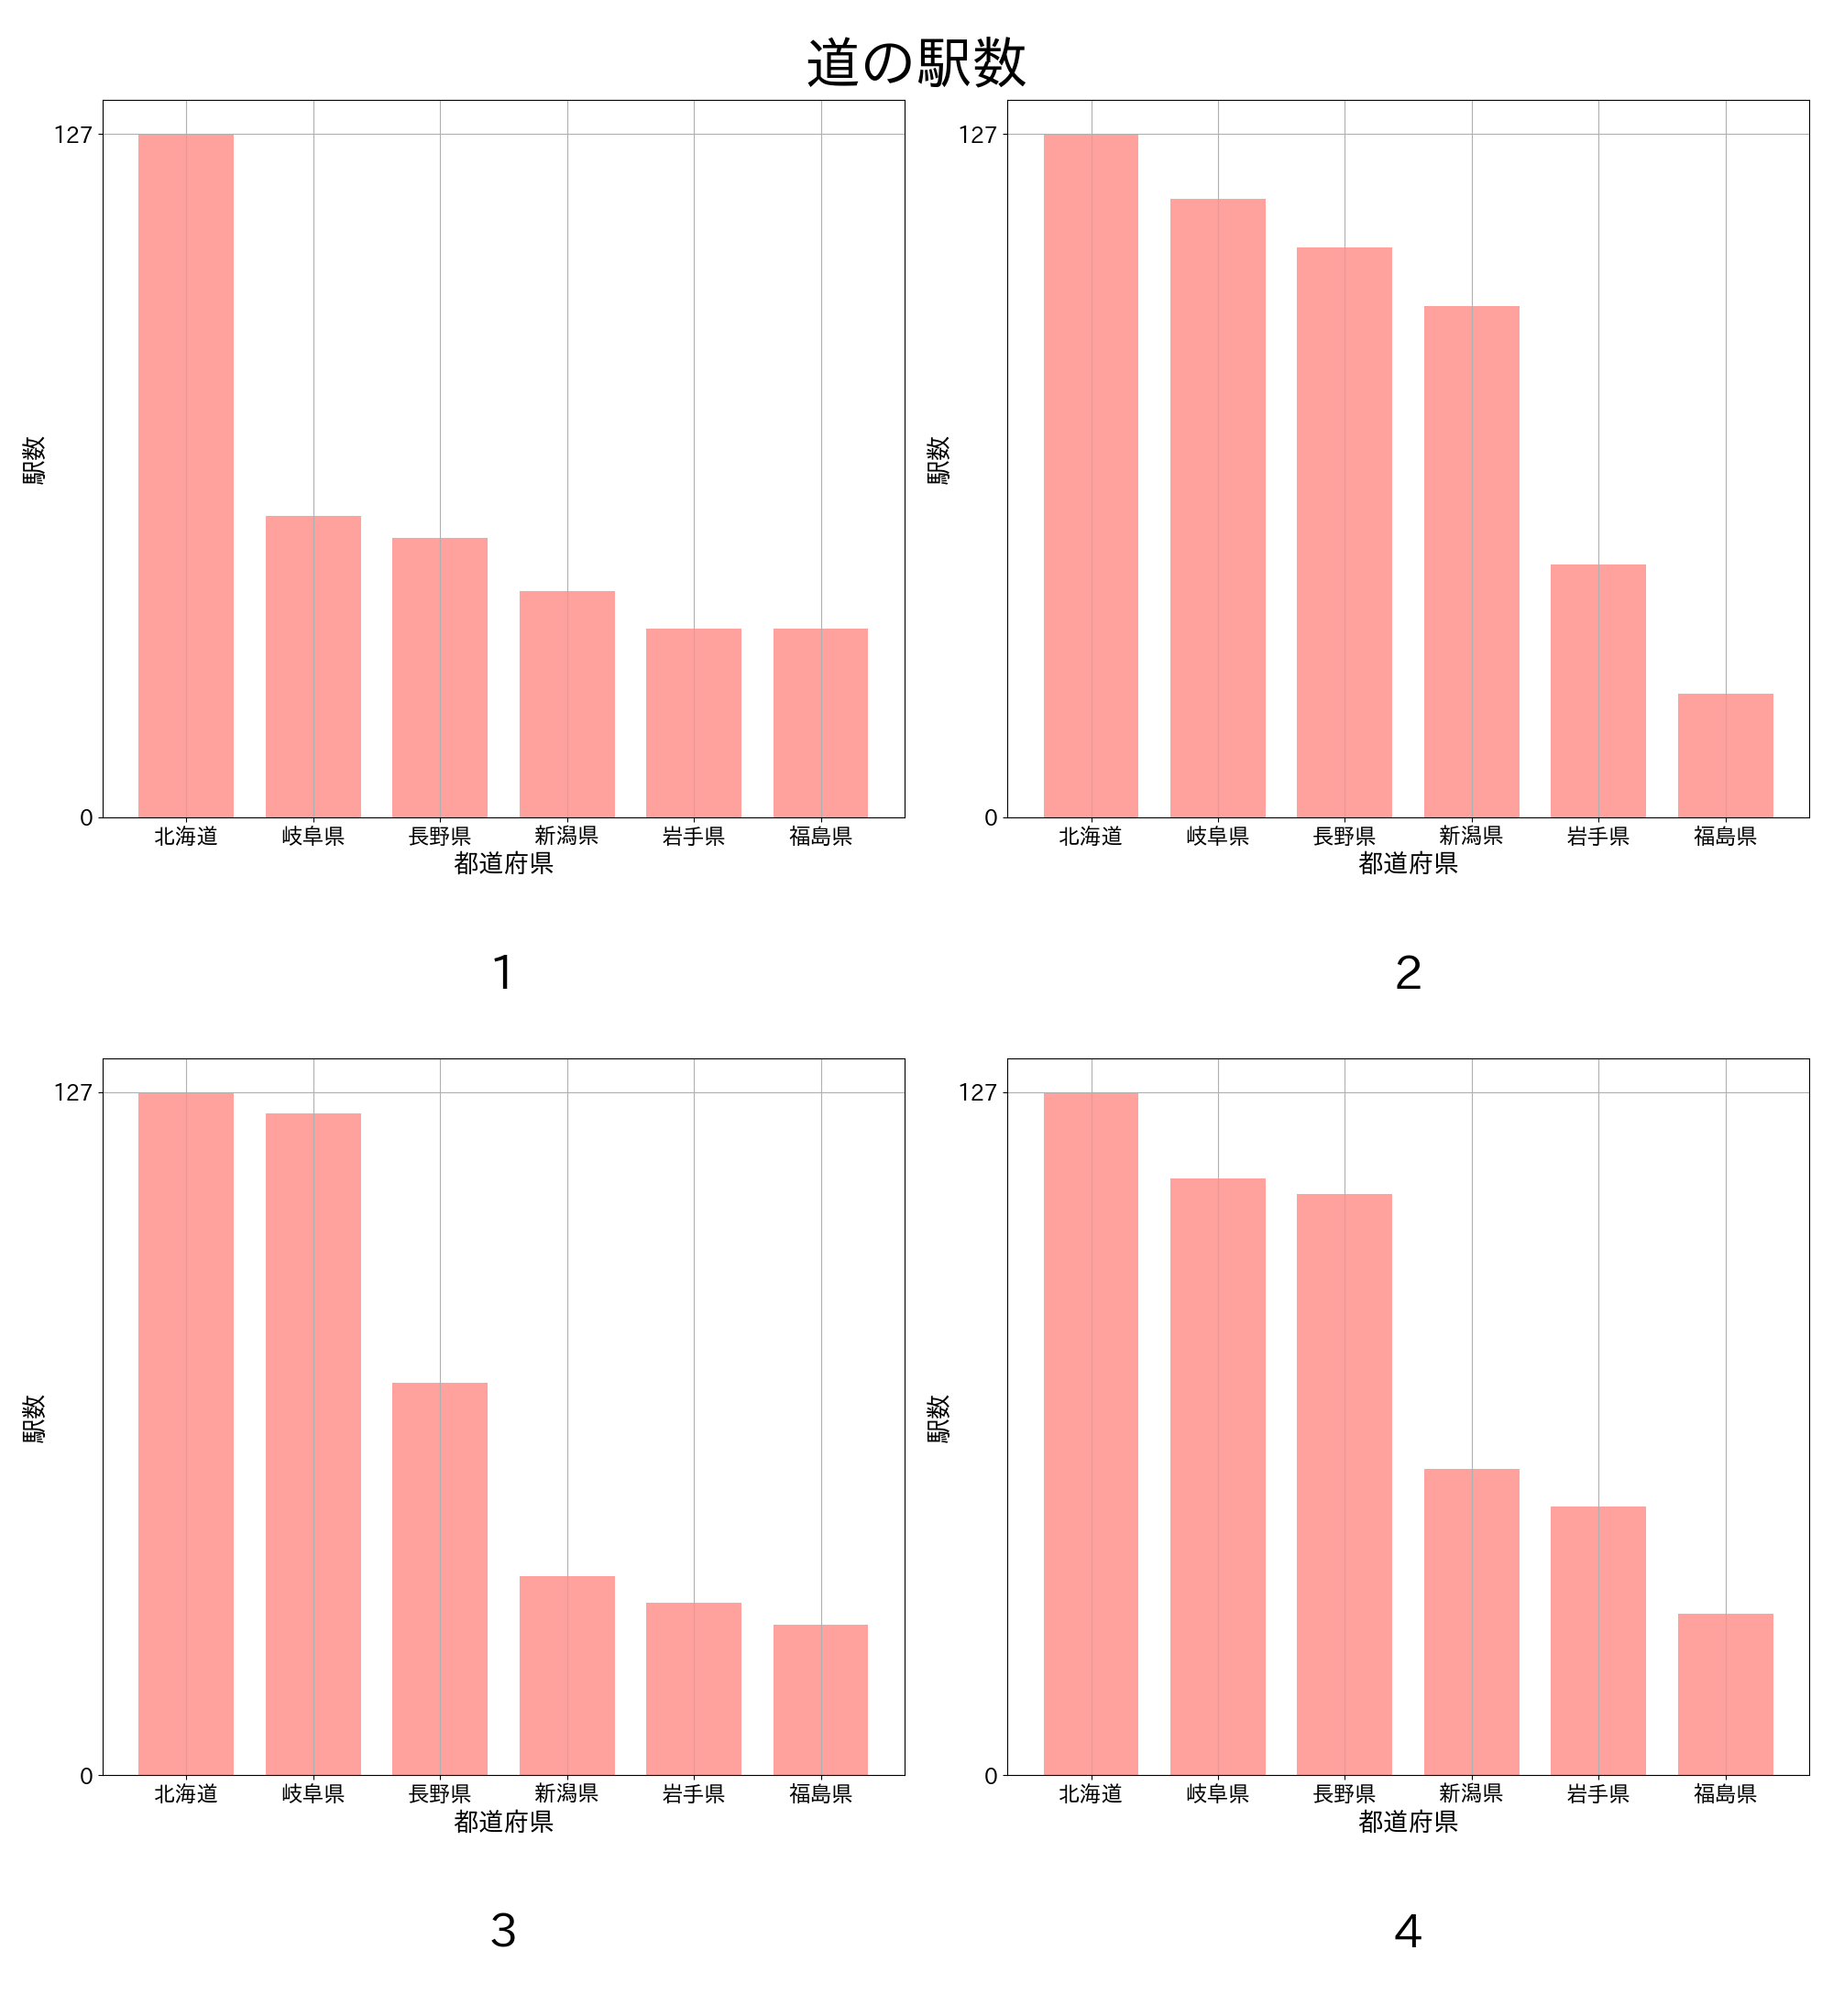 道の駅数
127
0
駅数
北海道 岐阜県 長野県 新潟県 岩手県 福島県
都道府県
1
127
0
駅数
北海道 岐阜県 長野県 新潟県 岩手県 福島県
都道府県
2
127
0
駅数
北海道 岐阜県 長野県 新潟県 岩手県 福島県
都道府県
3
127
0
駅数
北海道 岐阜県 長野県 新潟県 岩手県 福島県
都道府県
4